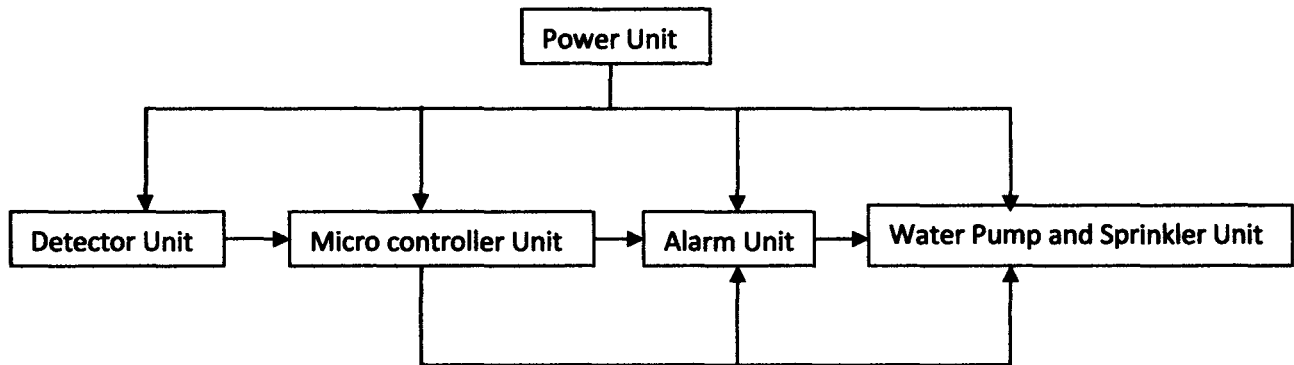 Power Unit
Detector Unit
Micro controller Unit
Alarm Unit
Water Pump and Sprinkler Unit